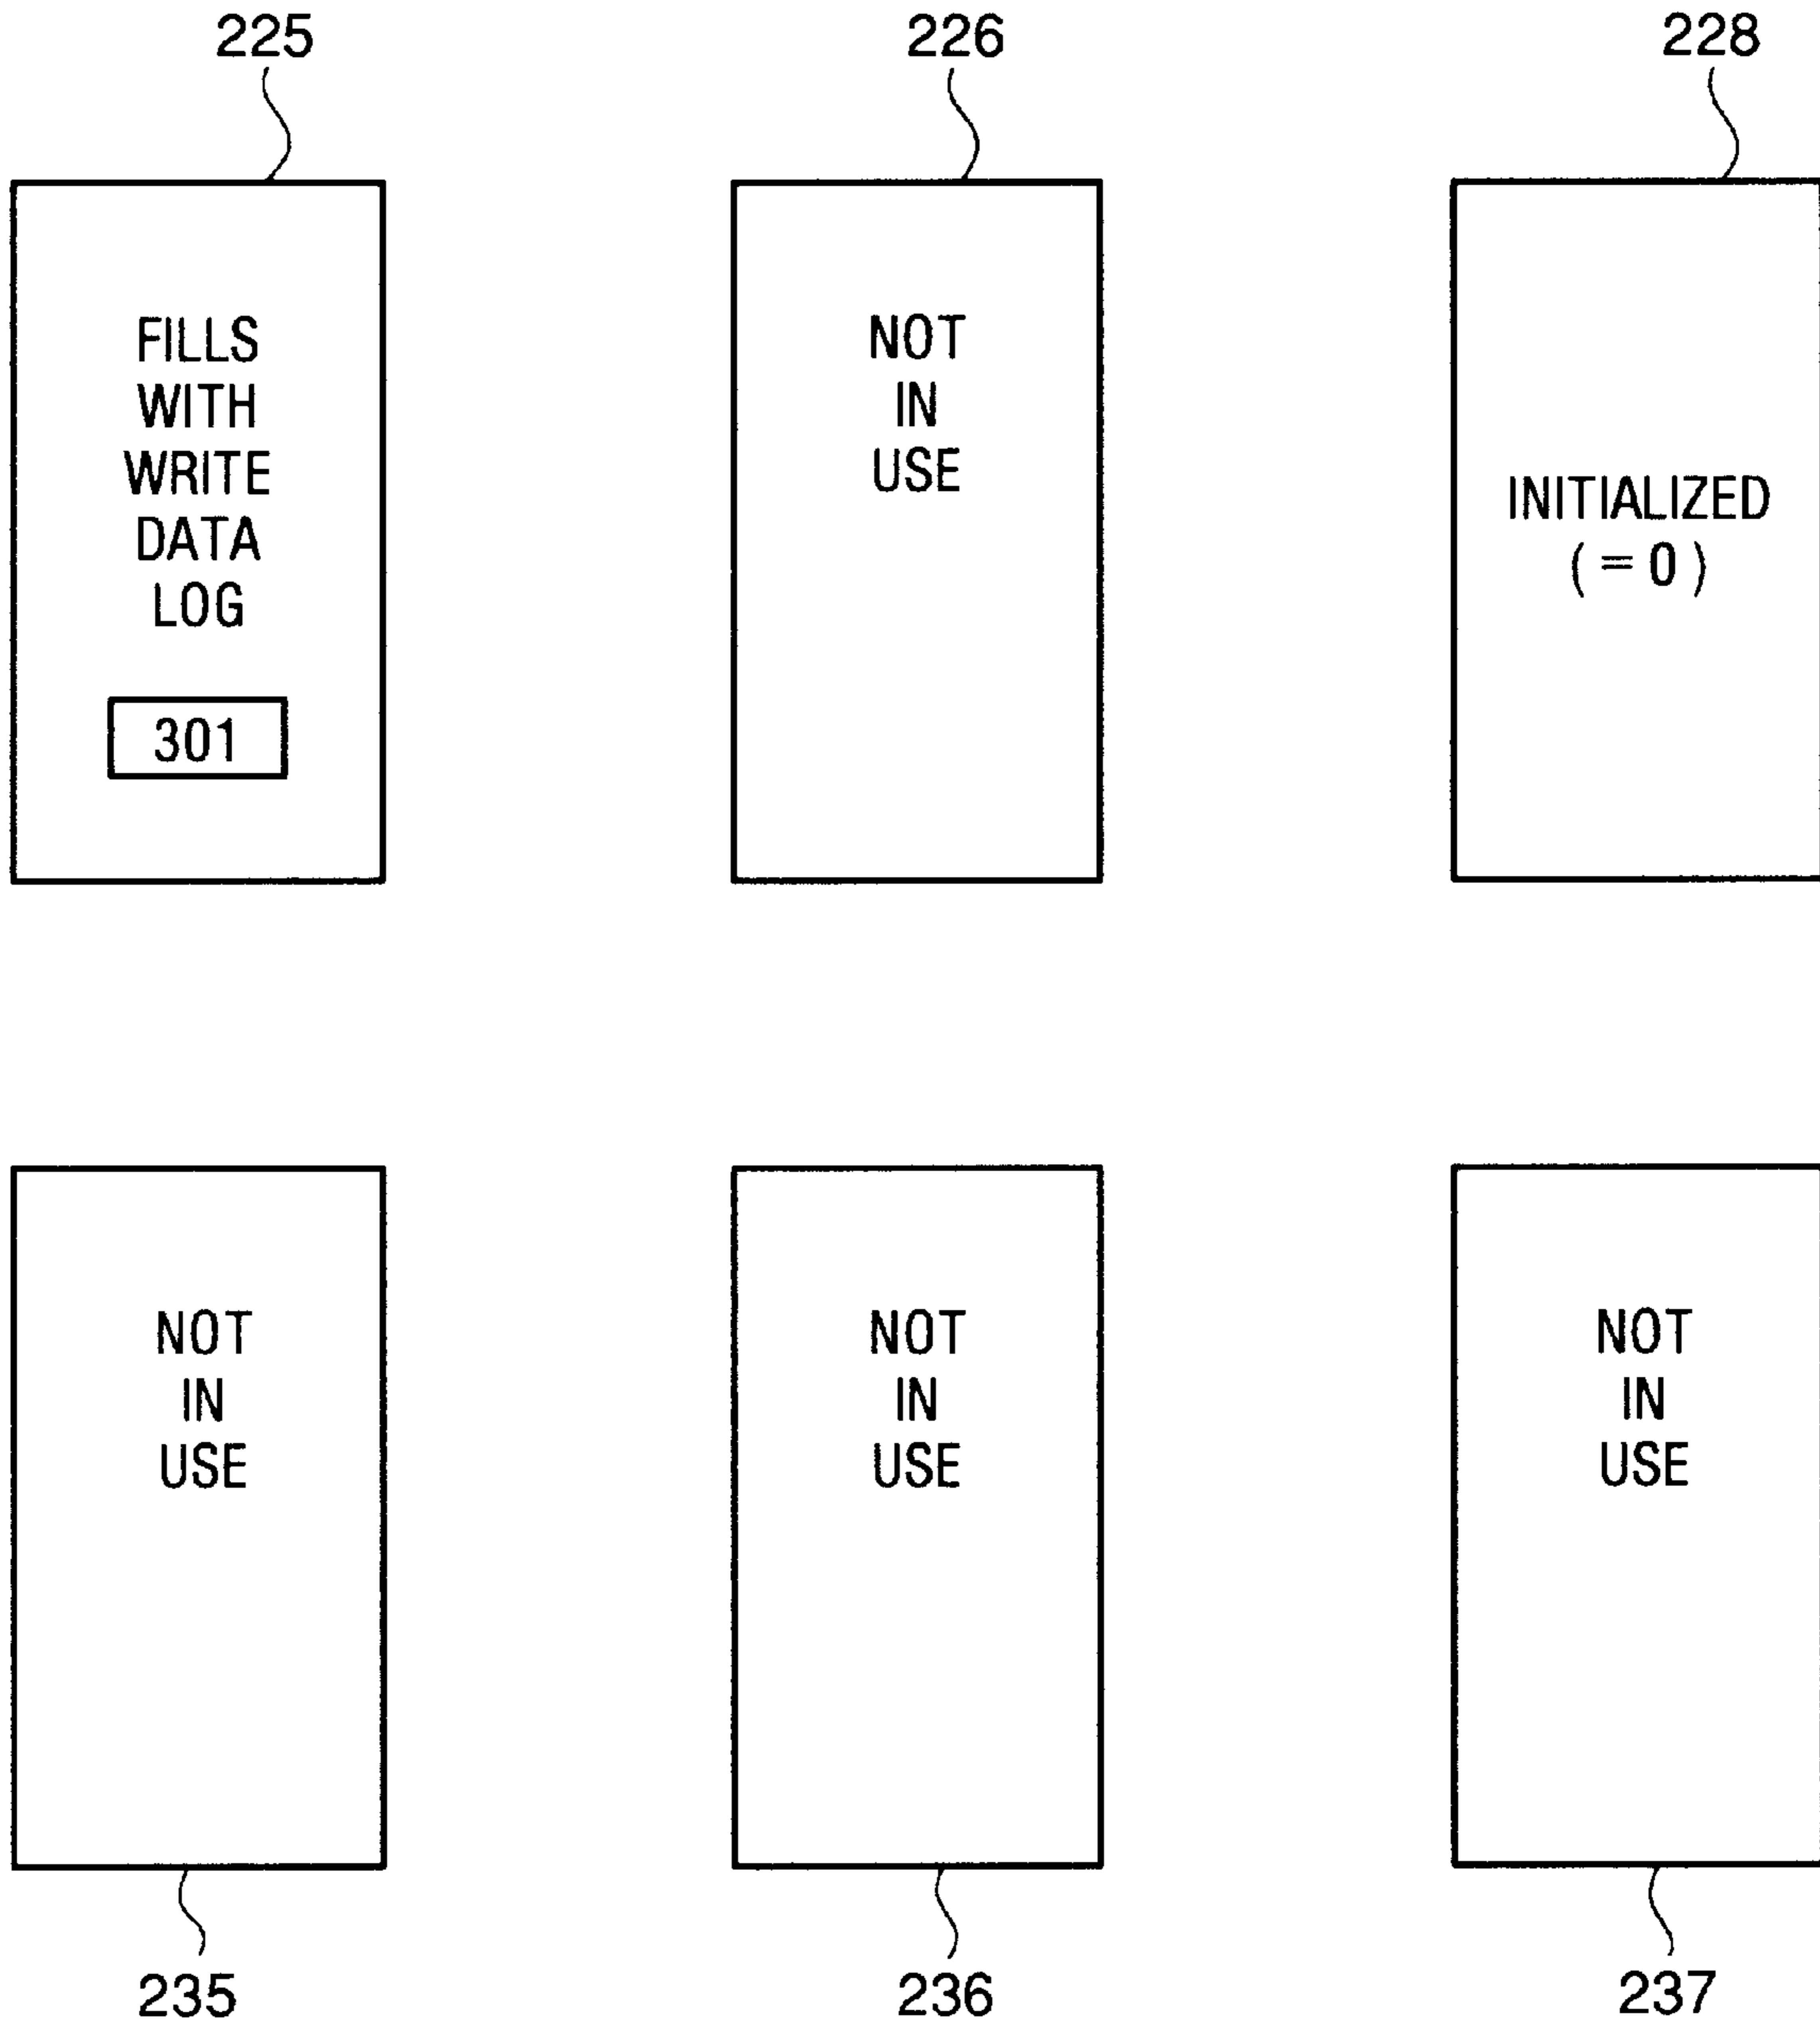 225
226
228
FILLS
WITH
WRITE
DATA
LOG
301
NOT
IN
USE
INITIALIZED
( = 0 )
NOT
IN
USE
NOT
IN
USE
NOT
IN
USE
235
236
237